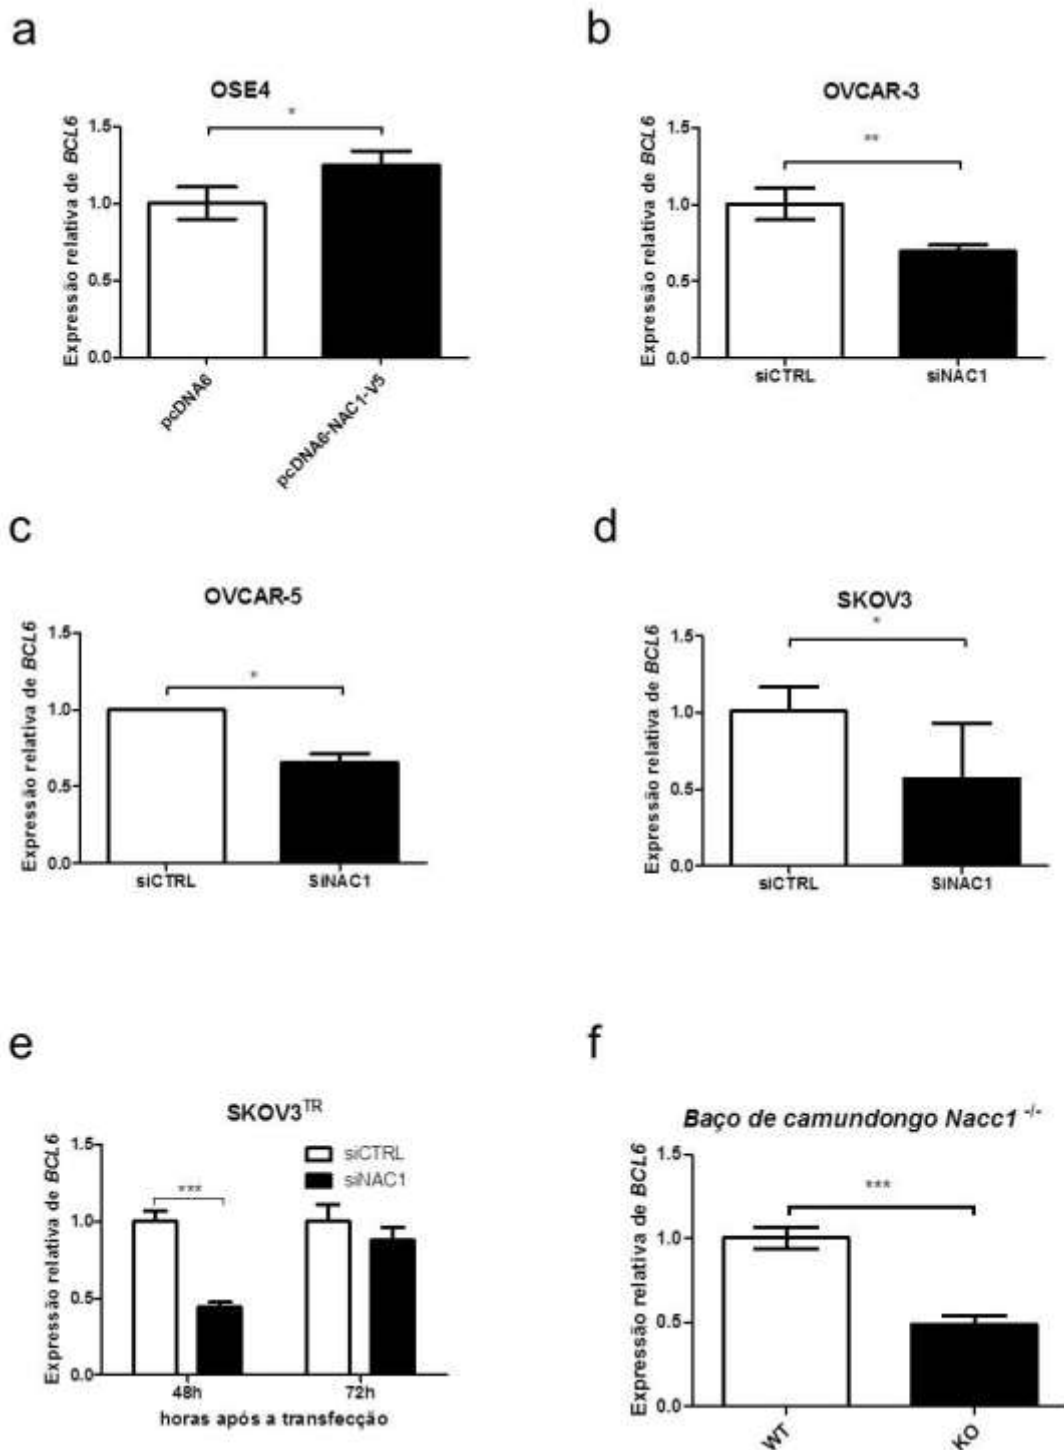 a
OSE4
*
Expressão relativa de BCL6
1.5
1.0
0.5
0.0
pcDNA6
pcDNA6-NAC1-V5
b
OVCAR-3
**
Expressão relativa de BCL6
1.5
1.0
0.5
0.0
siCTRL
siNAC1
c
OVCAR-5
*
Expressão relativa de BCL6
1.5
1.0
0.5
0.0
siCTRL
SiNAC1
d
SKOV3
*
Expressão relativa de BCL6
1.5
1.0
0.5
0.0
siCTRL
SiNAC1
e
SKOV3TR
siCTRL
siNAC1
***
Expressão relativa de BCL6
1.5
1.0
0.5
0.0
48h
72h
horas após a transfecção
f
Baço de camundongo Nacc1 -/-
***
Expressão relativa de BCL6
1.5
1.0
0.5
0.0
WT
KO